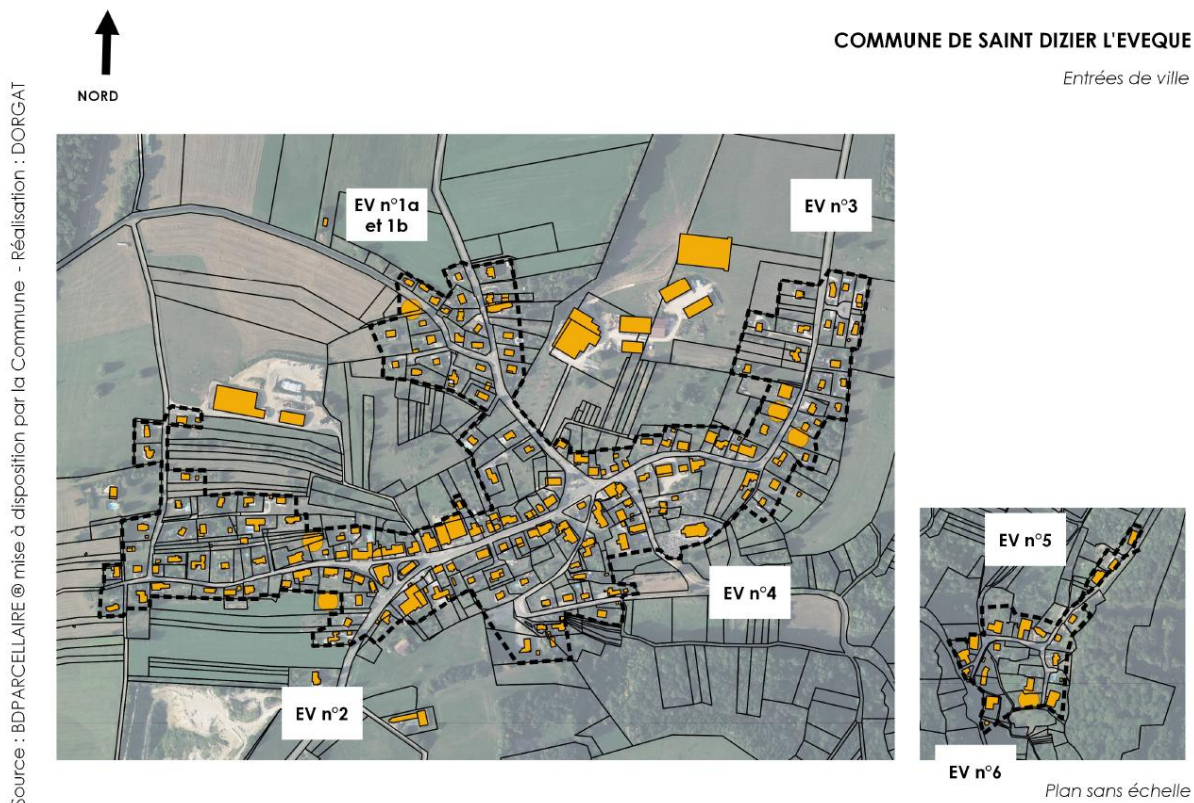 COMMUNE DE SAINT DIZIER L'EVEQUE
Entrées de ville
NORD
EV n°1a
et 1b
EV n°3
EV n°5
EV n°4
EV n°2
EV n°6
Plan sans échelle
Source : BDPARCELLAIRE ® mise à disposition par la Commune - Réalisation : DORGAT